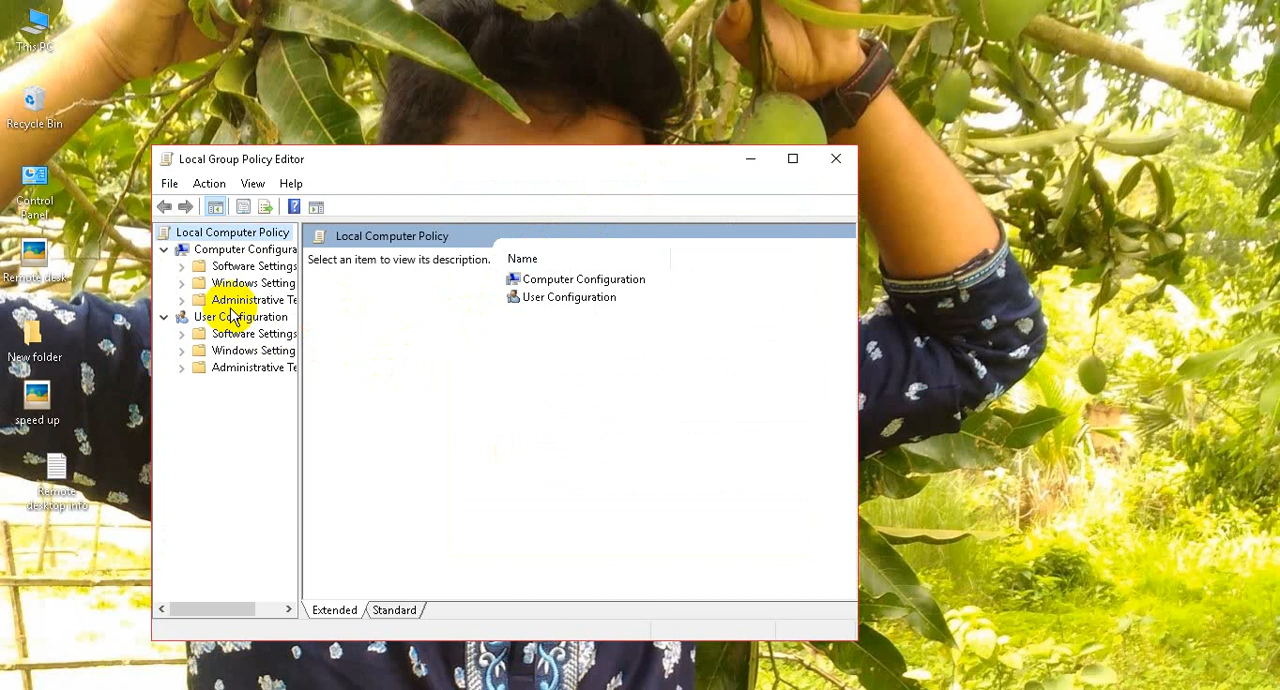 This PC
Recycle Bin
Control
Panel
Remote desk
New folder
speed up
Remote
desktop info
Local Group Policy Editor
File Action View Help
Local Computer Policy
Computer Configura
Software Settings
Windows Setting
Administrative Te
User Configuration
Software Settings
Windows Setting
Administrative Te
Local Computer Policy
Select an item to view its description.
Name
Computer Configuration
User Configuration
Extended Standard